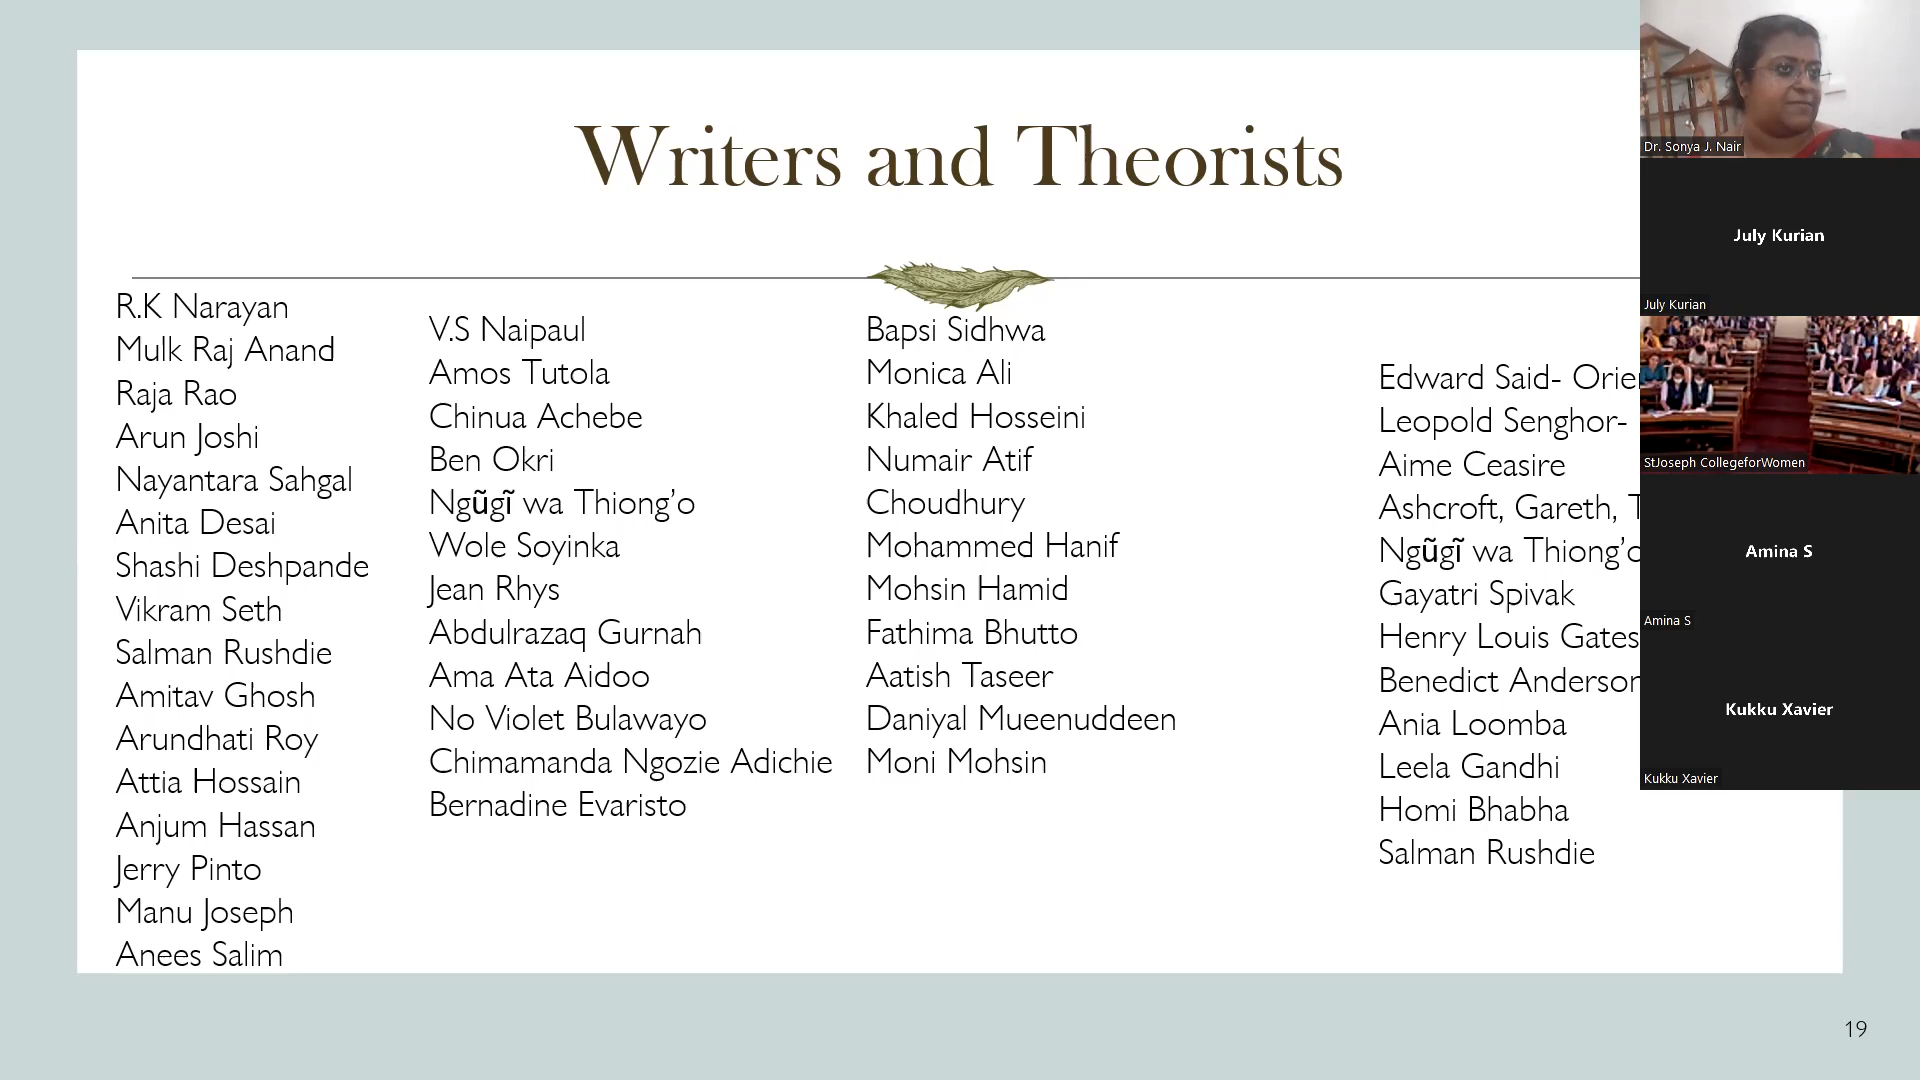 Writers and Theorists
R.K Narayan
Mulk Raj Anand
Raja Rao
Arun Joshi
Nayantara Sahgal
Anita Desai
Shashi Deshpande
Vikram Seth
Salman Rushdie
Amitav Ghosh
Arundhati Roy
Attia Hossain
Anjum Hassan
Jerry Pinto
Manu Joseph
Anees Salim
V.S Naipaul
Amos Tutola
Chinua Achebe
Ben Okri
Ngũgĩ wa Thiong’o
Wole Soyinka
Jean Rhys
Abdulrazaq Gurnah
Ama Ata Aidoo
No Violet Bulawayo
Chimamanda Ngozie Adichie
Bernadine Evaristo
Bapsi Sidhwa
Monica Ali
Khaled Hosseini
Numair Atif
Choudhury
Mohammed Hanif
Mohsin Hamid
Fathima Bhutto
Aatish Taseer
Daniyal Mueenuddeen
Moni Mohsin
Edward Said-
Leopold Senghor-
Aime Ceasire
Ashcroft, Gareth,
Ngũgĩ wa Thiong’o
Gayatri Spivak
Henry Louis Gates
Benedict Anderson
Ania Loomba
Leela Gandhi
Homi Bhabha
Salman Rushdie
Dr. Sonya J. Nair
July Kurian
July Kurian
StJoseph CollegeforWomen
Amina S
Amina S
Kukku Xavier
Kukku Xavier
19